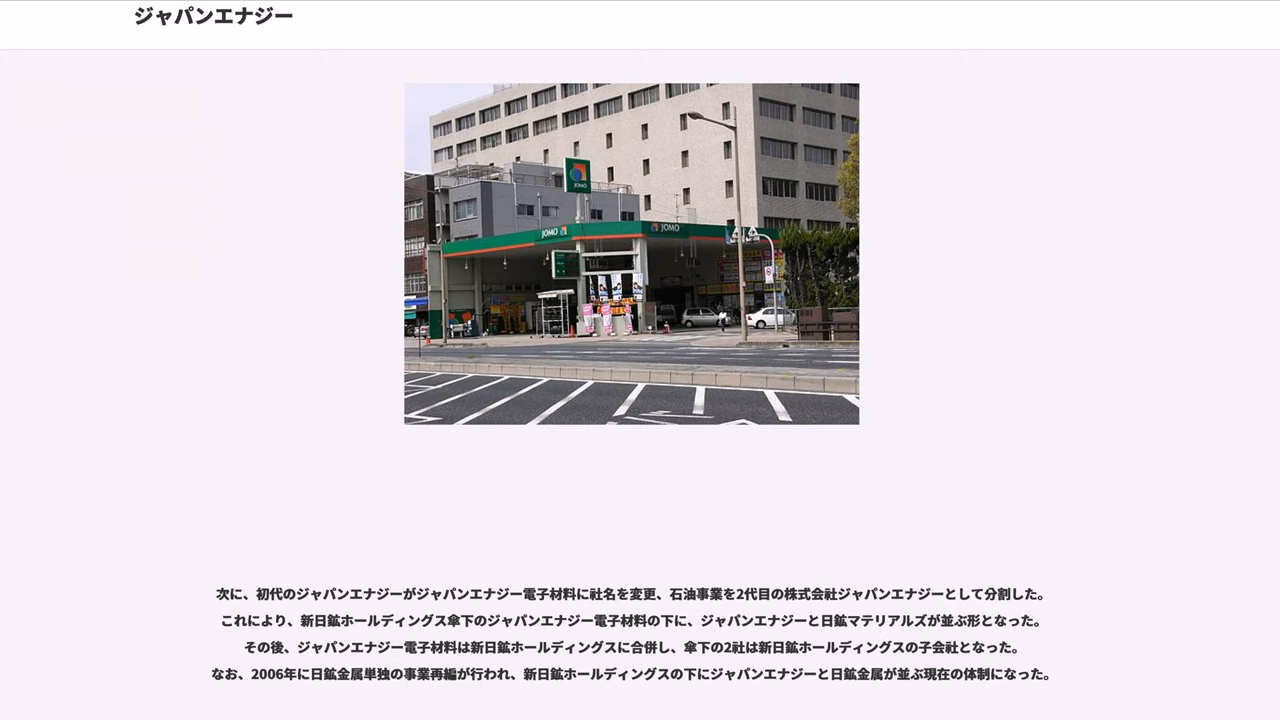 ジャパンエナジー
JOMO
JOMO
JOMO
次に、初代のジャパンエナジーがジャパンエナジー電子材料に社名を変更、石油事業を2代目の株式会社ジャパンエナジーとして分割した。
これにより、新日鉱ホールディングス傘下のジャパンエナジー電子材料の下に、ジャパンエナジーと日鉱マテリアルズが並ぶ形となった。
その後、ジャパンエナジー電子材料は新日鉱ホールディングスに合併し、傘下の2社は新日鉱ホールディングスの子会社となった。
なお、2006年に日鉱金属単独の事業再編が行われ、新日鉱ホールディングスの下にジャパンエナジーと日鉱金属が並ぶ現在の体制になった。